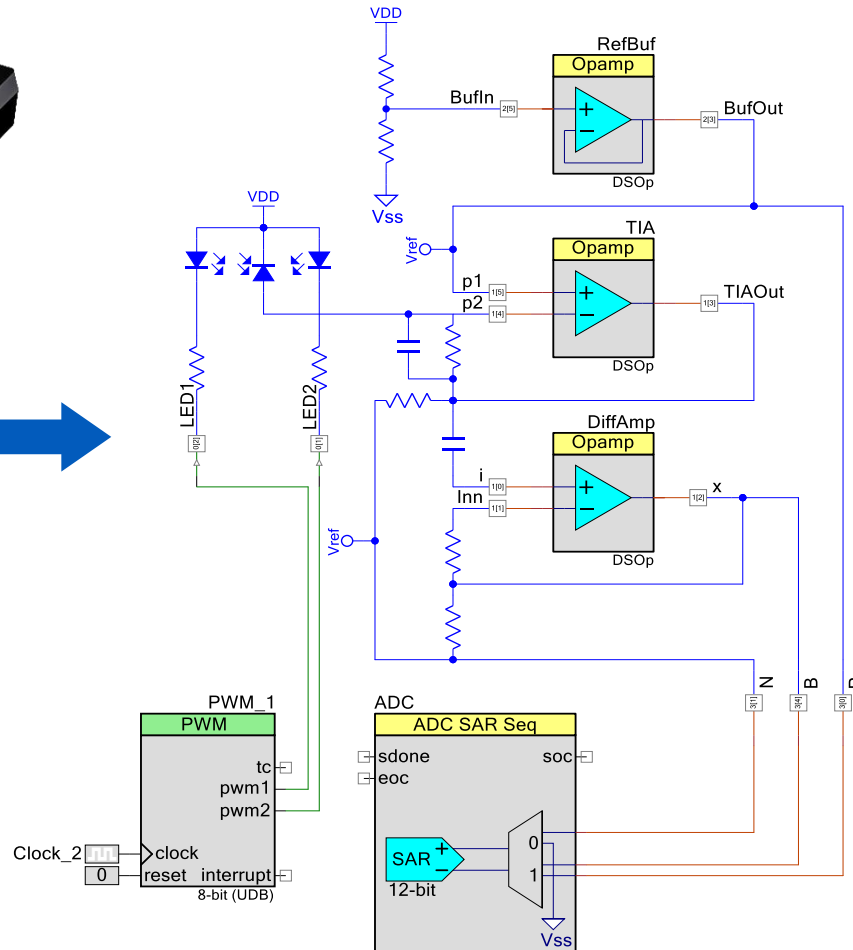 VDD
RefBuf
Opamp
BufIn
2[5]
2[3]
BufOut
DSOp
Vss
VDD
TIA
Opamp
Vref
p1
1[5]
p2
1[4]
1[3]
TIAOut
DSOp
LED1
LED2
0[2]
0[1]
DiffAmp
Opamp
i
1[0]
Inn
1[1]
1[2]
x
DSOp
Vref
N
B
3[1]
3[4]
3[0]
PWM_1
PWM
tc
pwm1
pwm2
Clock_2
clock
0
reset
interrupt
8-bit (UDB)
ADC
ADC SAR Seq
sdone
soc
eoc
SAR
12-bit
0
1
Vss